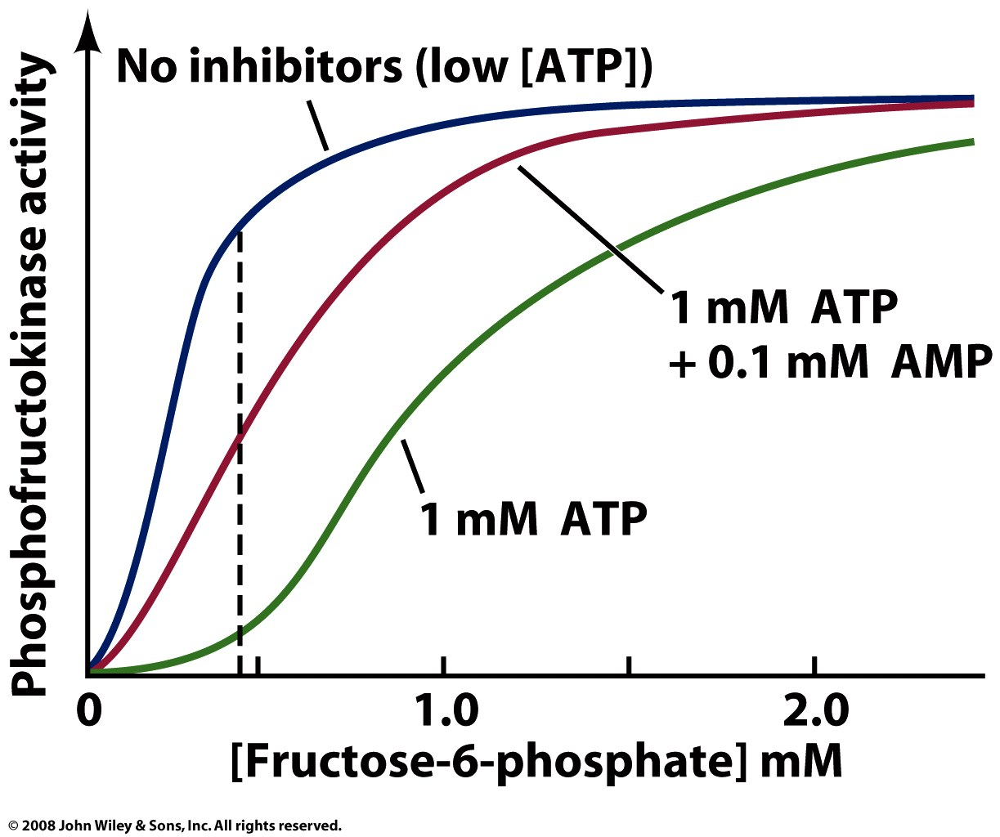 No inhibitors (low [ATP])
Phosphofructokinase activity
1 mM ATP
+ 0.1 mM AMP
1 mM ATP
0 1.0 2.0
[Fructose-6-phosphate] mM
© 2008 John Wiley & Sons, Inc. All rights reserved.